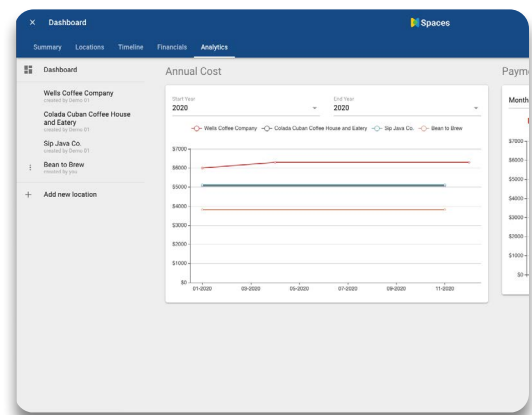 × Dashboard
Spaces
Summary Locations Timeline Financials Analytics
Dashboard
Wells Coffee Company
created by Demo 01
Colada Cuban Coffee House
and Eatery
created by Demo 01
Sip Java Co.
created by Demo 01
Bean to Brew
created by you
+ Add new location
Annual Cost
Start Year
2020
End Year
2020
Wells Coffee Company Colada Cuban Coffee House and Eatery Sip Java Co. Bean to Brew
$7000
$6000
$5000
$4000
$3000
$2000
$1000
$0
01-2020 03-2020 05-2020 07-2020 09-2020 11-2020
Paym
Month
$7000
$6000
$5000
$4000
$3000
$2000
$1000
$0